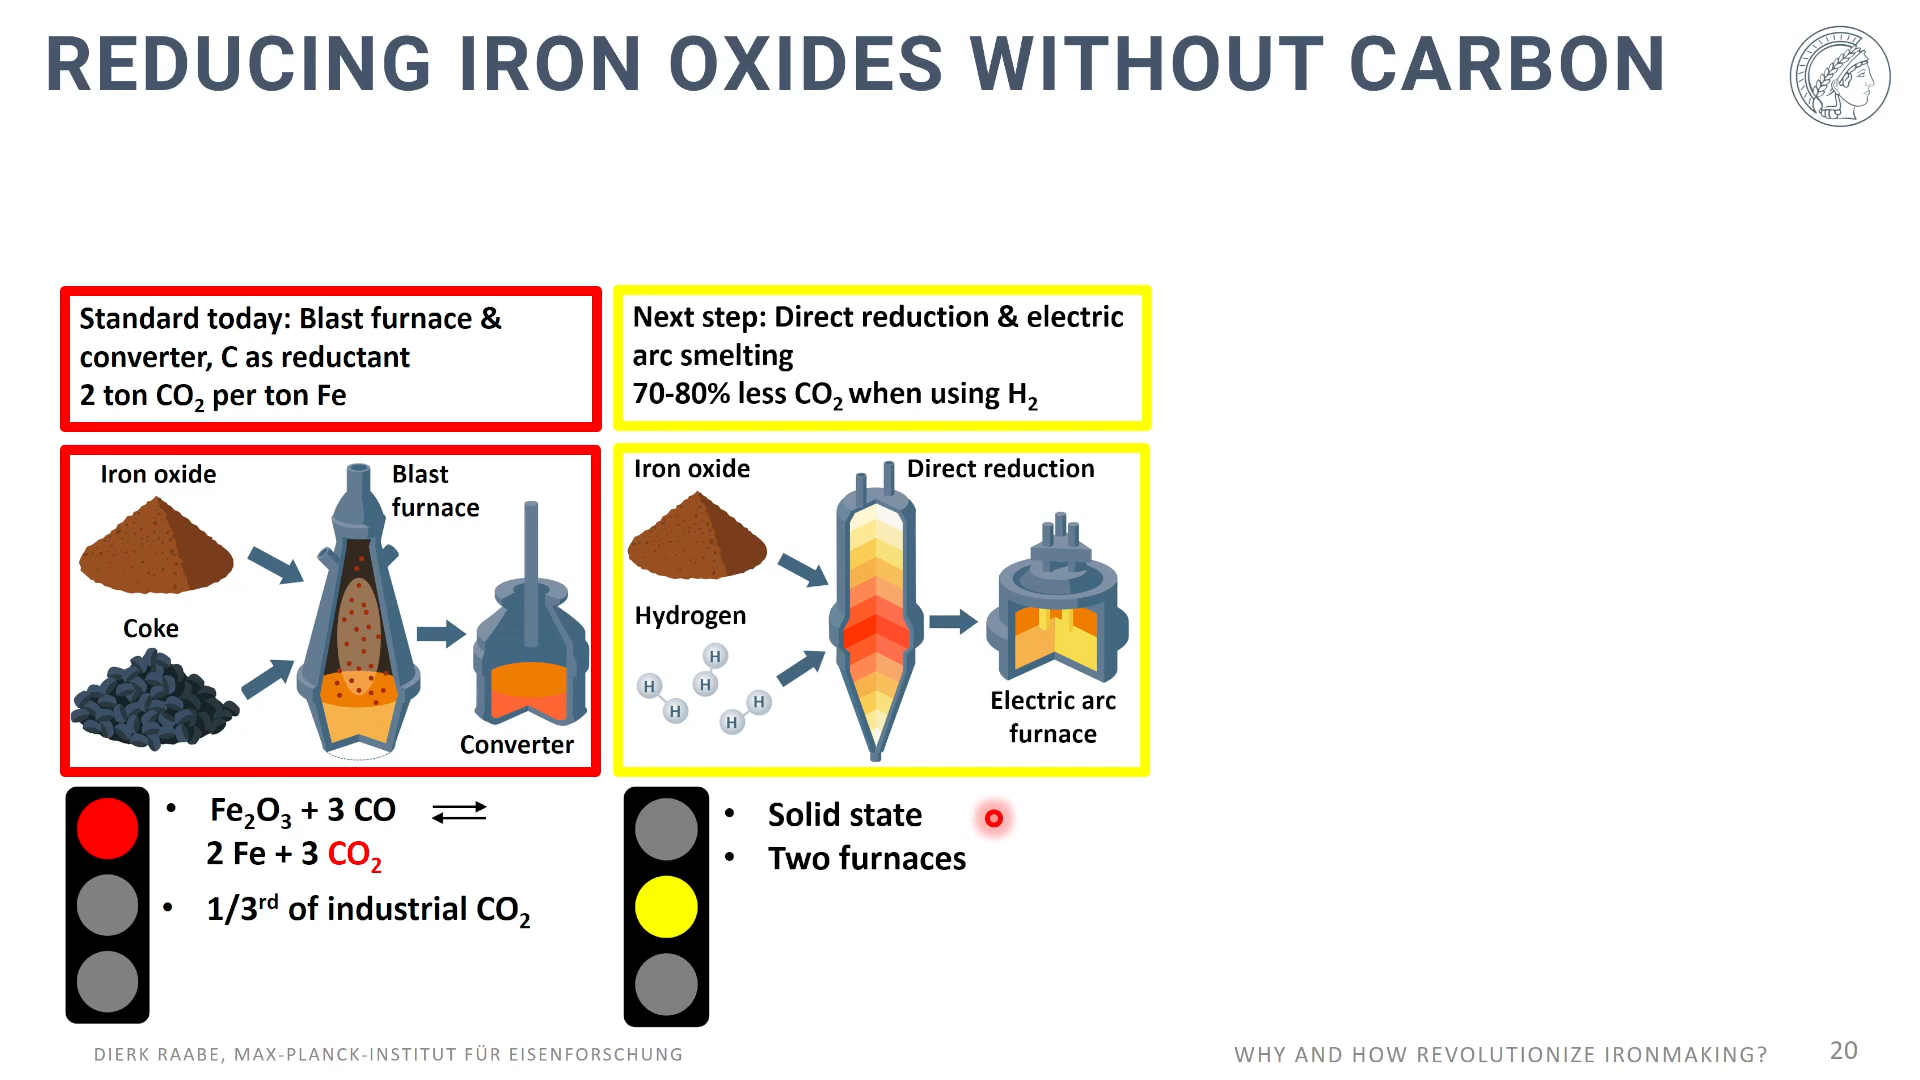 REDUCING IRON OXIDES WITHOUT CARBON
Standard today: Blast furnace &
converter, C as reductant
2 ton CO2 per ton Fe
Next step: Direct reduction & electric
arc smelting
70-80% less CO2 when using H2
Iron oxide
Blast
furnace
Coke
Converter
Iron oxide
Direct reduction
Hydrogen
H
H
H
H
H
H
Electric arc
furnace
• Fe2O3 + 3 CO ⇌
2 Fe + 3 CO2
• 1/3rd of industrial CO2
• Solid state
• Two furnaces
DIERK RAABE, MAX-PLANCK-INSTITUT FÜR EISENFORSCHUNG
WHY AND HOW REVOLUTIONIZE IRONMAKING?
20